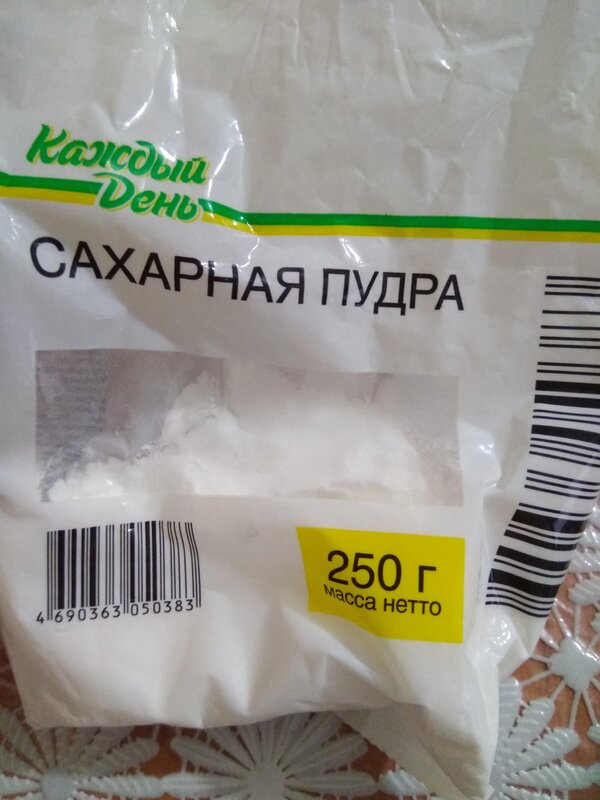 Каждый
День
САХАРНАЯ ПУДРА
250 г
масса нетто
4 690363 050383